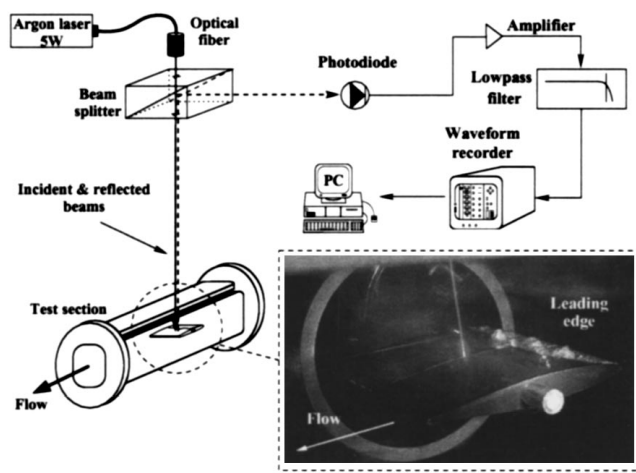 Argon laser
5W
Optical
fiber
Amplifier
Photodiode
Lowpass
filter
Beam
splitter
Waveform
recorder
PC
Incident & reflected
beams
Test section
Leading
edge
Flow
Flow